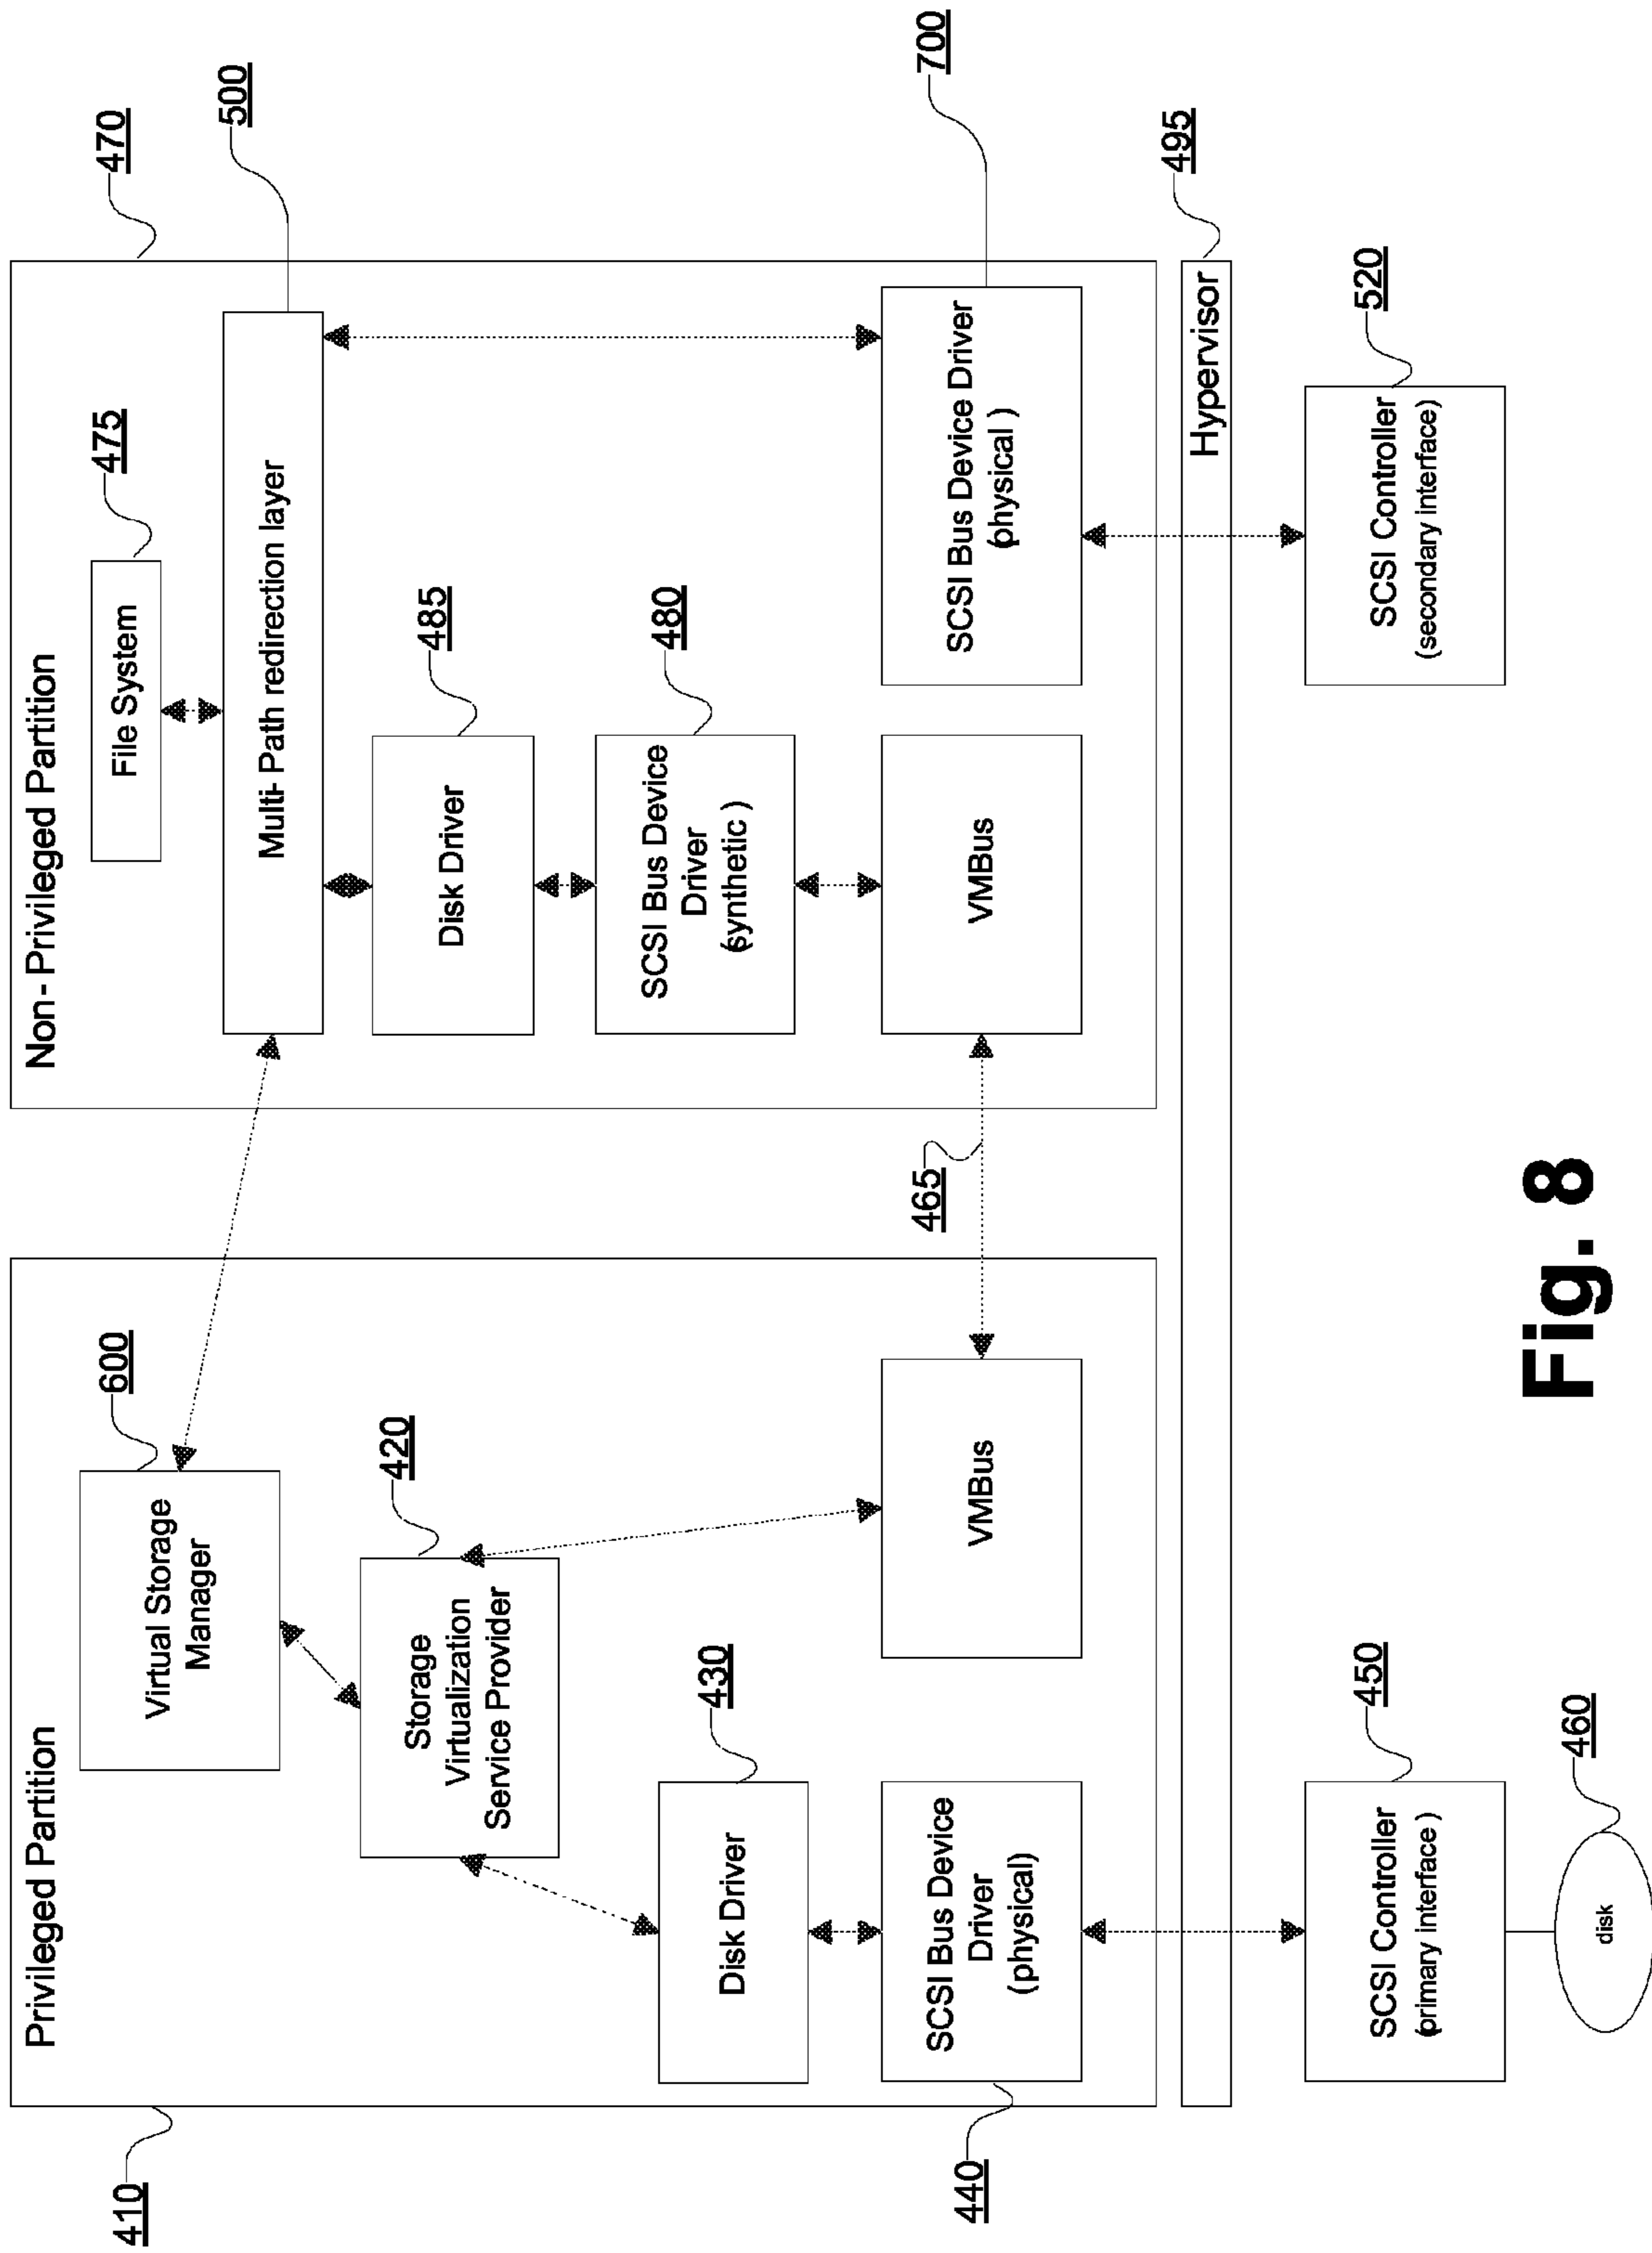 Privileged Partition
Non- Privileged Partition
410
600
Virtual Storage
Manager
470
File System
475
500
Multi- Path redirection layer
420
Storage
Virtualization
Service Provider
Disk Driver
485
430
Disk Driver
SCSI Bus Device
Driver
(synthetic )
480
440
SCSI Bus Device
Driver
(physical)
VMBus
465
VMBus
SCSI Bus Device Driver
(physical )
700
Hypervisor
495
SCSI Controller
(primary interface )
450
SCSI Controller
(secondary interface)
520
disk
460
Fig. 8